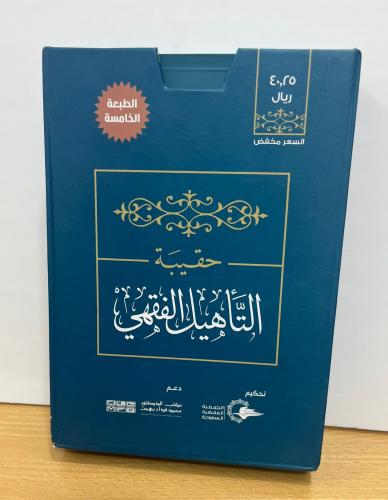 الطبعة
الخامسة
٤٠,٢٥
ريال
السعر مخفض
حقيبة
التأهيل الفقهي
دعم
تحكيم
الجمعية
الفقهية
السعودية